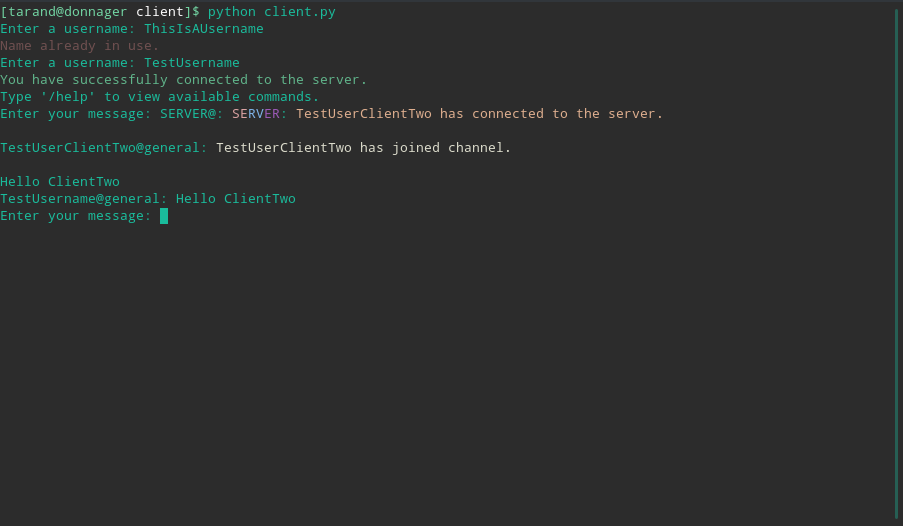 [tarand@donnager client]$ python client.py
Enter a username: ThisIsAUsername
Name already in use.
Enter a username: TestUsername
You have successfully connected to the server.
Type '/help' to view available commands.
Enter your message: SERVER@: SERVER: TestUserClientTwo has connected to the server.
TestUserClientTwo@general: TestUserClientTwo has joined channel.
Hello ClientTwo
TestUsername@general: Hello ClientTwo
Enter your message: